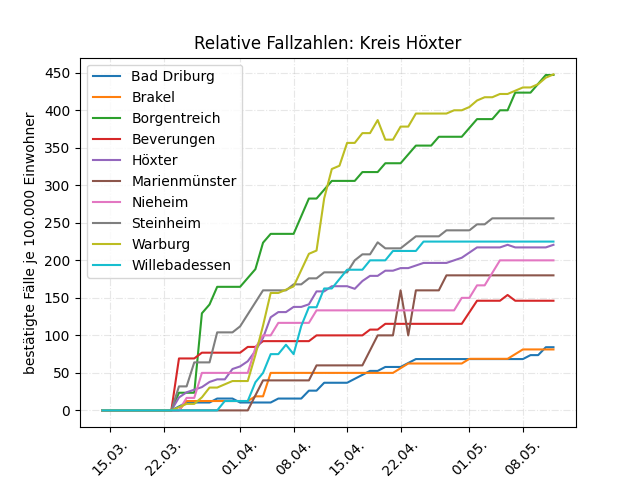 Relative Fallzahlen: Kreis Höxter
bestätigte Fälle je 100.000 Einwohner
450
400
350
300
250
200
150
100
50
0
Bad Driburg
Brakel
Borgentreich
Beverungen
Höxter
Marienmünster
Nieheim
Steinheim
Warburg
Willebadessen
15.03.
22.03.
01.04.
08.04.
15.04.
22.04.
01.05.
08.05.